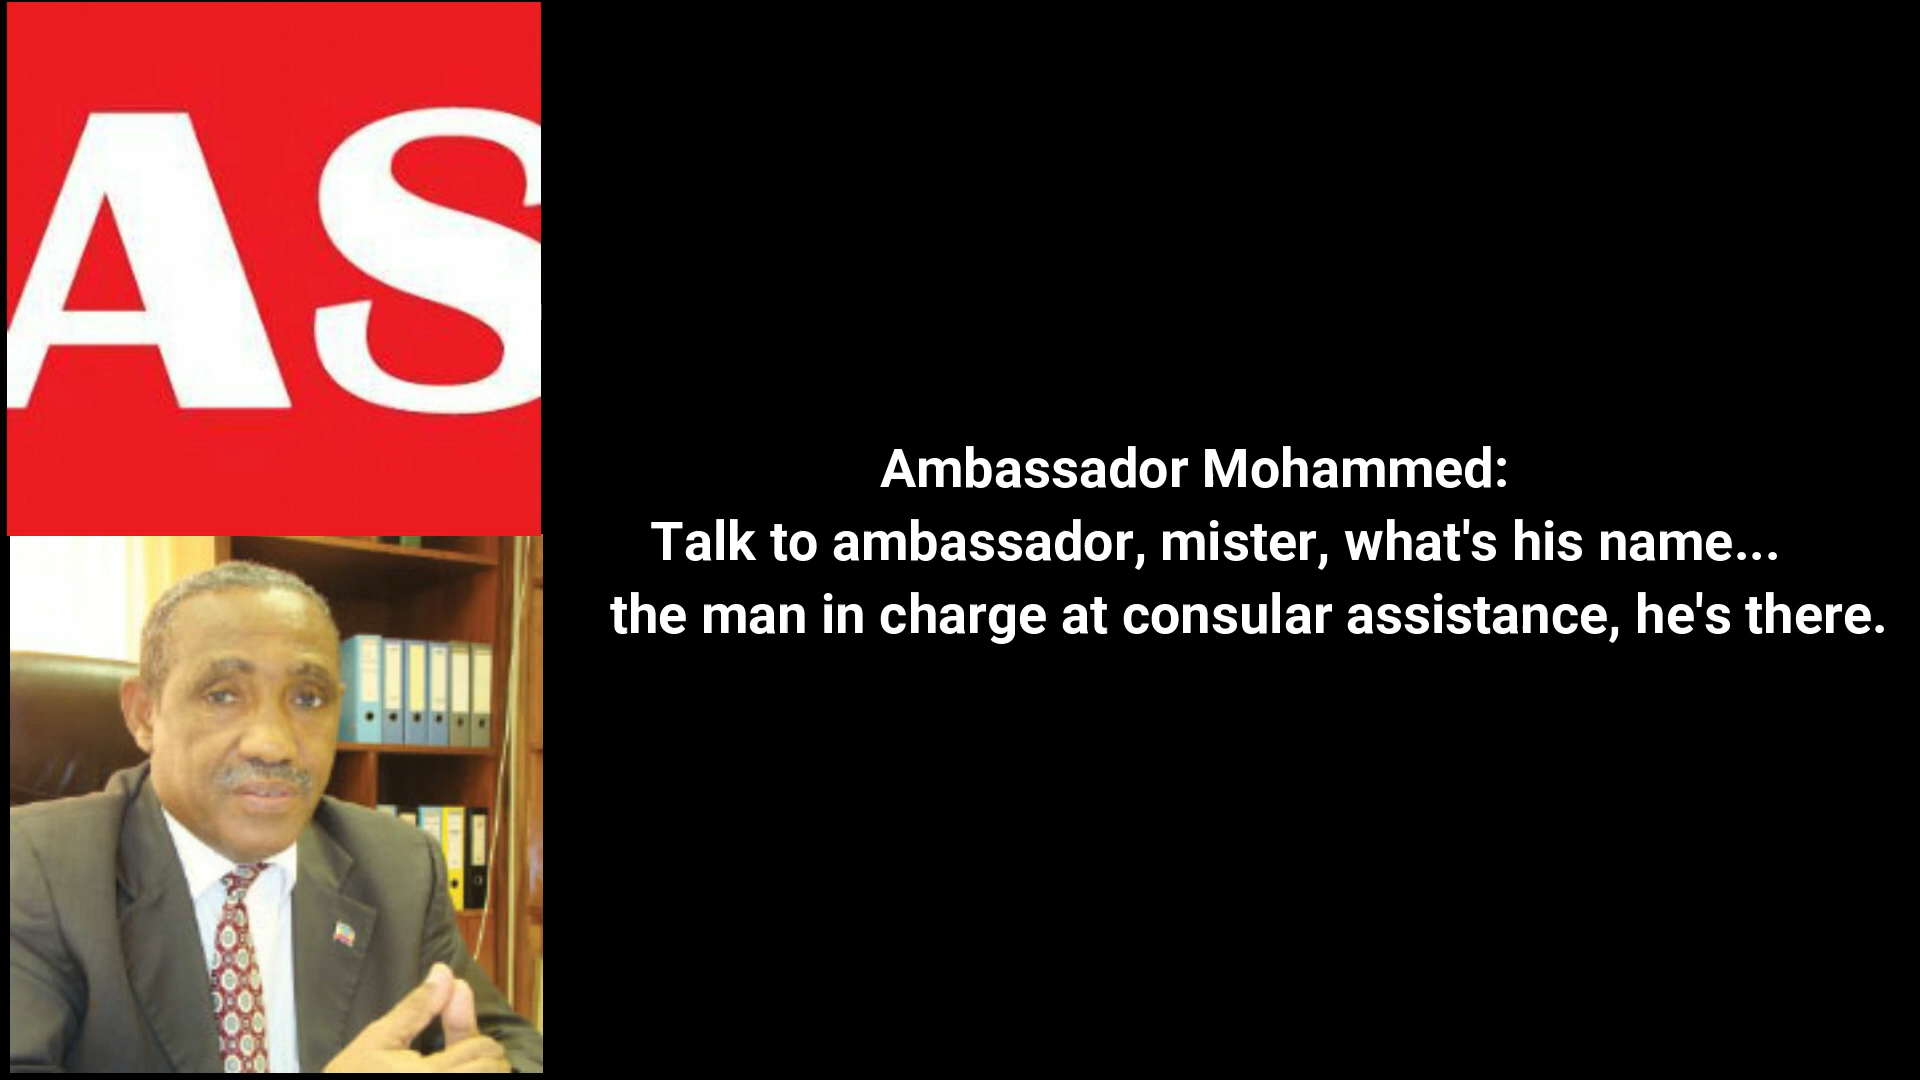 AS
Ambassador Mohammed:
Talk to ambassador, mister, what's his name...
the man in charge at consular assistance, he's there.